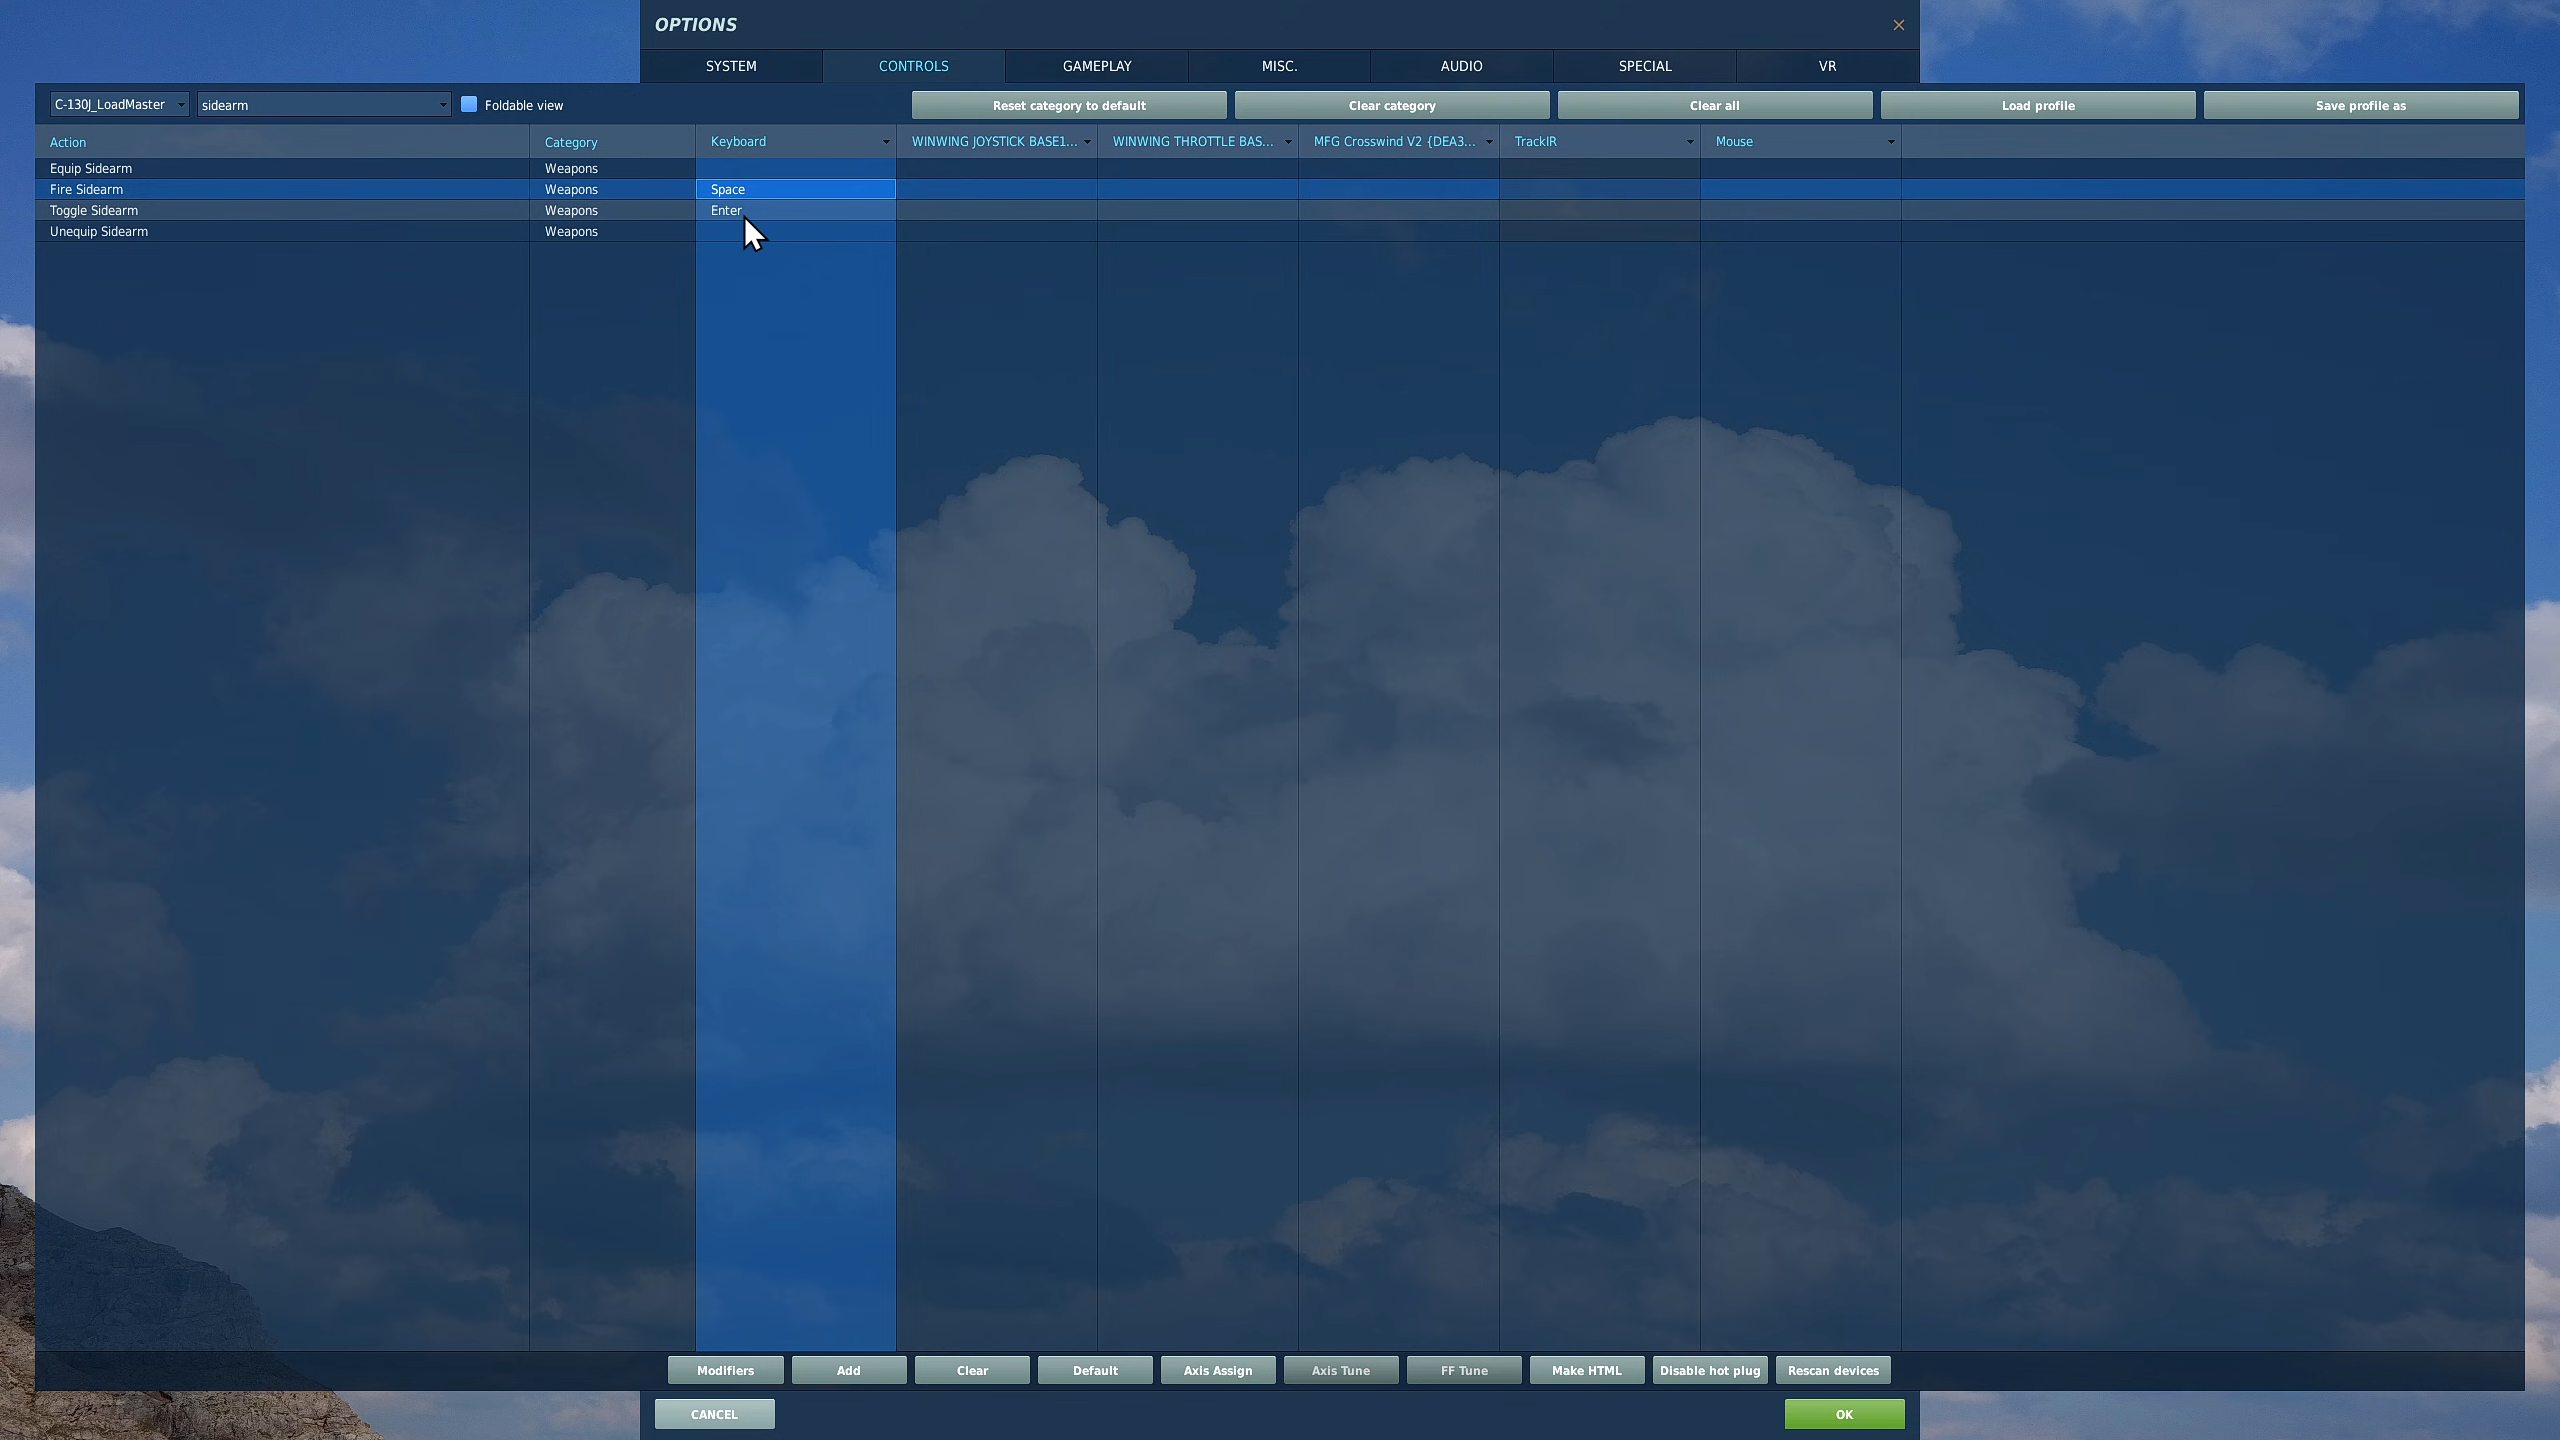 OPTIONS
SYSTEM CONTROLS GAMEPLAY MISC. AUDIO SPECIAL VR
C-130J_LoadMaster sidearm Foldable view Reset category to default Clear category Clear all Load profile Save profile as
Action Category Keyboard WINWING JOYSTICK BASE1... WINWING THROTTLE BAS... MFG Crosswind V2 {DEA3... TrackIR Mouse
Equip Sidearm Weapons
Fire Sidearm Weapons Space
Toggle Sidearm Weapons Enter
Unequip Sidearm Weapons
Modifiers Add Clear Default Axis Assign Axis Tune FF Tune Make HTML Disable hot plug Rescan devices
CANCEL OK